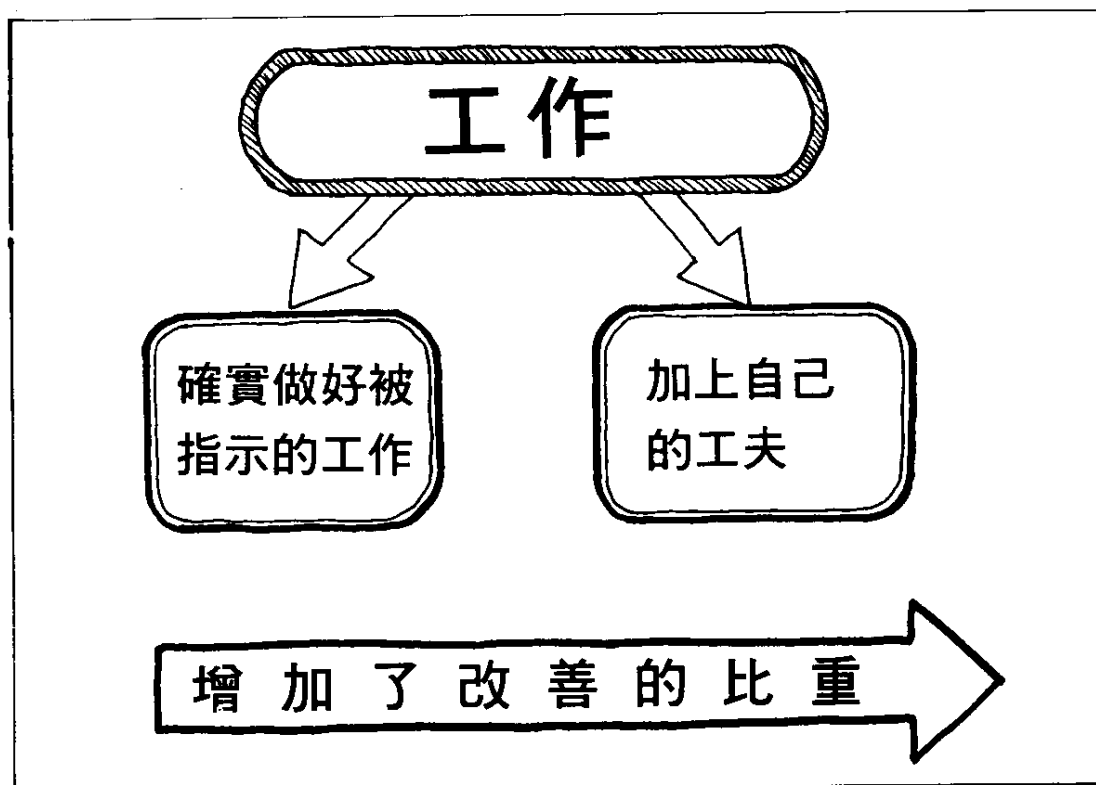 工作
確實做好被
指示的工作
加上自己
的工夫
增加了改善的比重